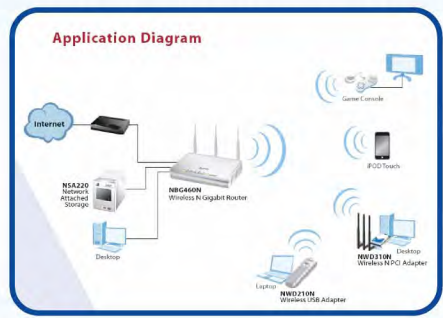 Application Diagram
Internet
Game Console
iPOD Touch
NSA220
Network
Attached
Storage
NBG460N
Wireless N Gigabit Router
Desktop
Desktop
NWD310N
Wireless N PCI Adapter
Laptop
NWD210N
Wireless USB Adapter